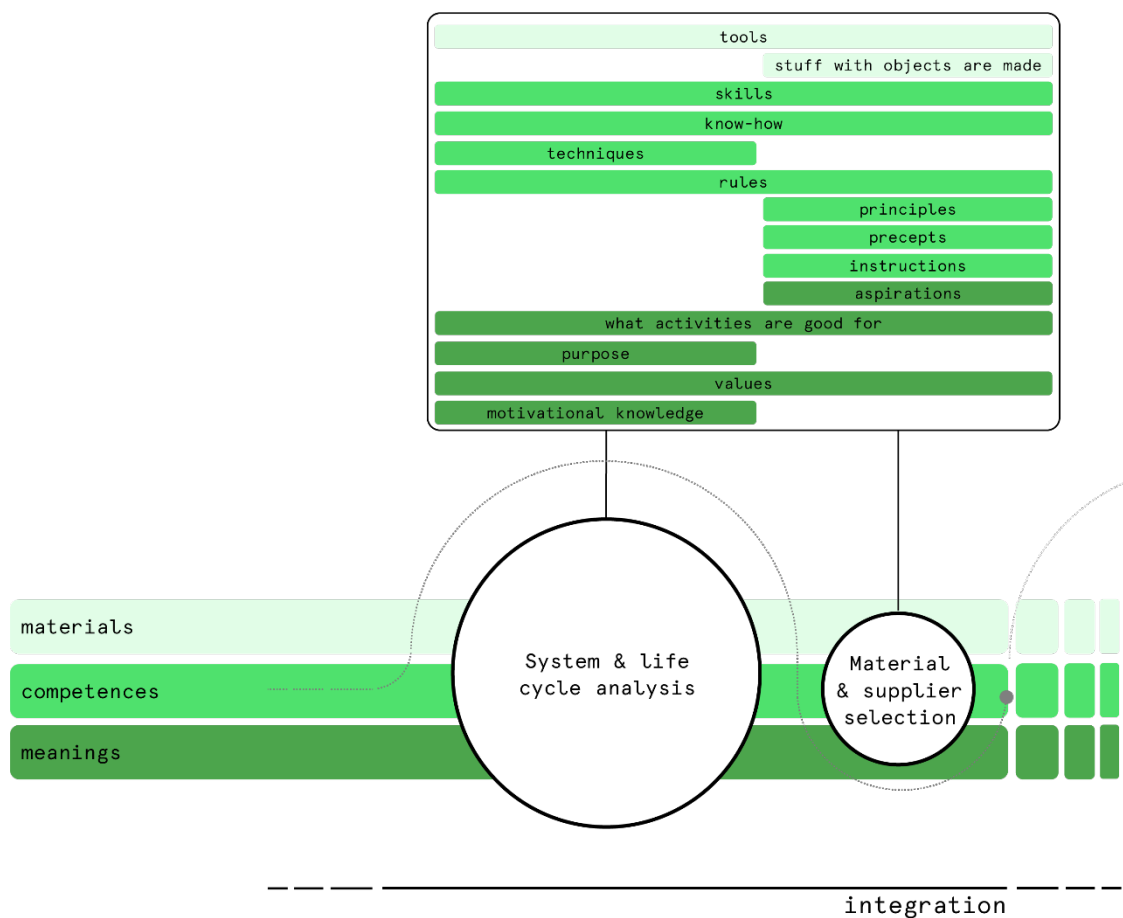 tools
stuff with objects are made
skills
know-how
techniques
rules
principles
precepts
instructions
aspirations
what activities are good for
purpose
values
motivational knowledge
materials
competences
meanings
System & life
cycle analysis
Material
& supplier
selection
integration